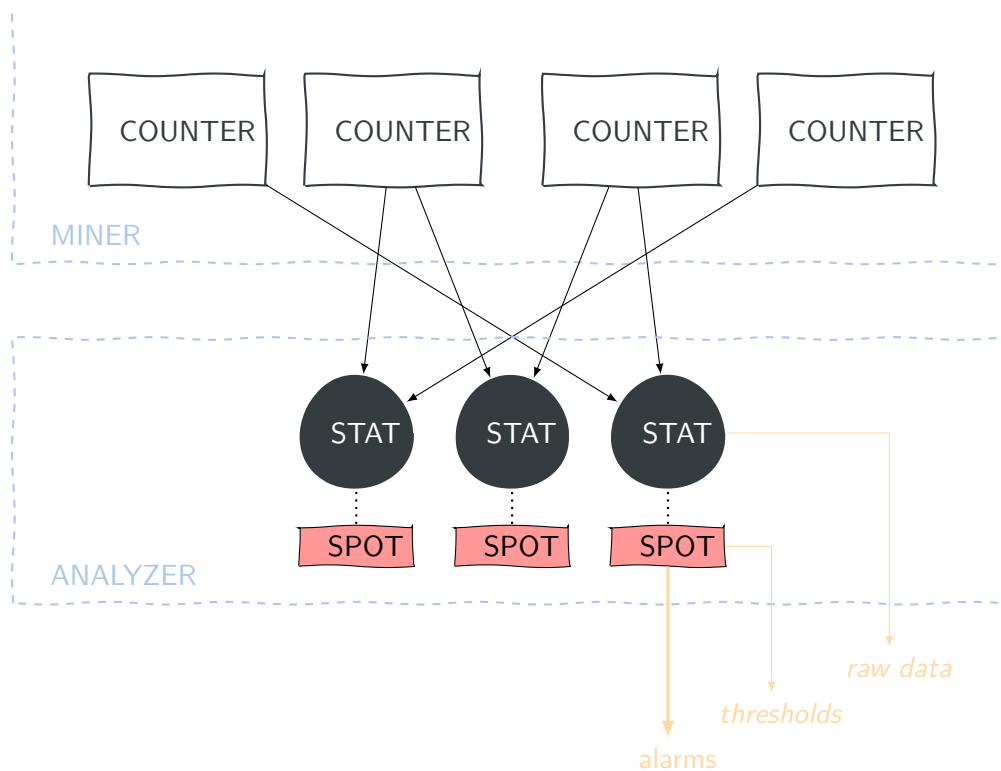 COUNTER COUNTER COUNTER COUNTER
MINER
STAT STAT STAT
SPOT SPOT SPOT
ANALYZER
raw data
thresholds
alarms